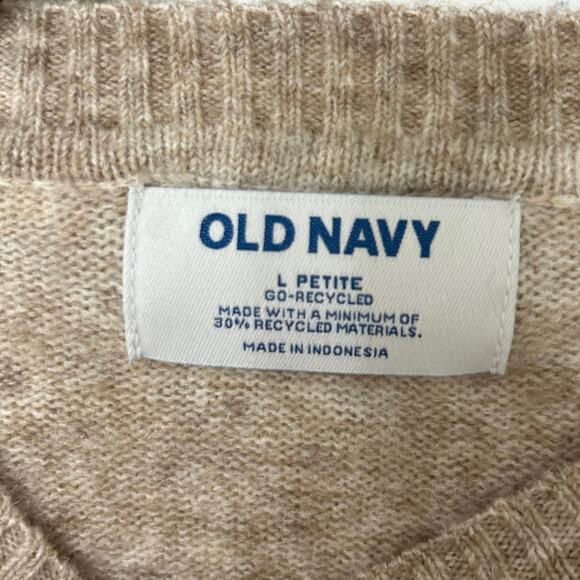 OLD NAVY
L PETITE
GO-RECYCLED
MADE WITH A MINIMUM OF
30% RECYCLED MATERIALS.
MADE IN INDONESIA